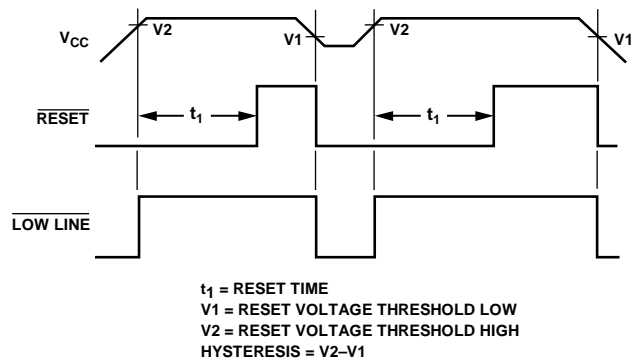 V2 V1 V2 V1
VCC
RESET t1 t1
LOW LINE
t1 = RESET TIME
V1 = RESET VOLTAGE THRESHOLD LOW
V2 = RESET VOLTAGE THRESHOLD HIGH
HYSTERESIS = V2–V1